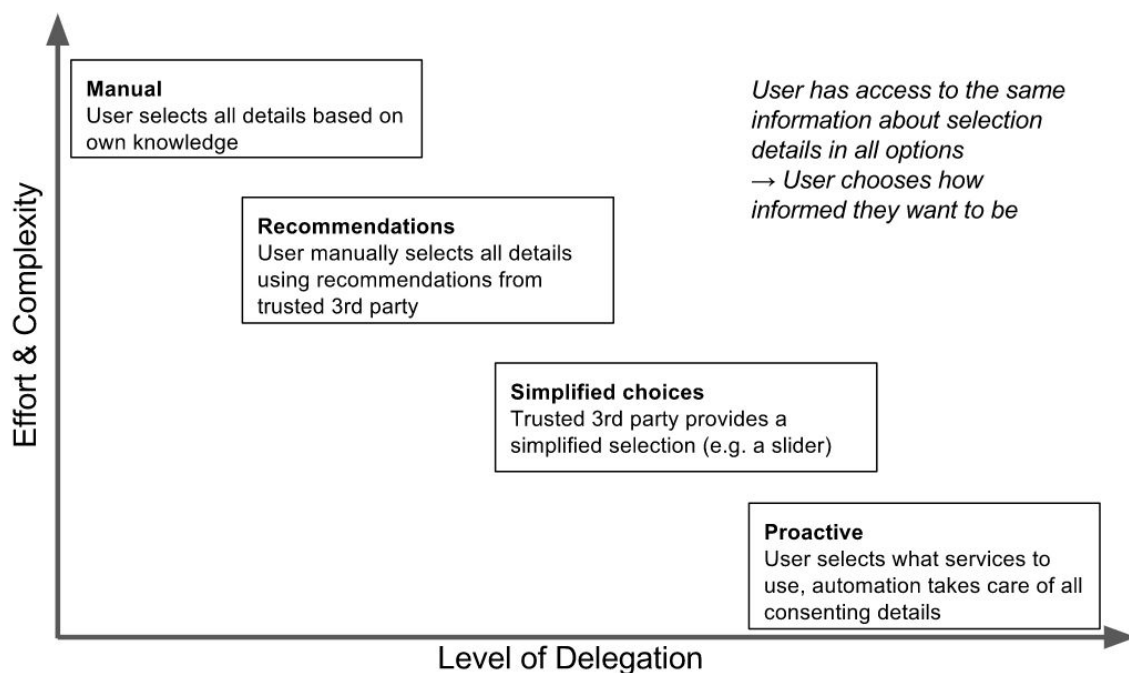 Manual
User selects all details based on
own knowledge
User has access to the same
information about selection
details in all options
→ User chooses how
informed they want to be
Recommendations
User manually selects all details
using recommendations from
trusted 3rd party
Simplified choices
Trusted 3rd party provides a
simplified selection (e.g. a slider)
Proactive
User selects what services to
use, automation takes care of all
consenting details
Effort & Complexity
Level of Delegation